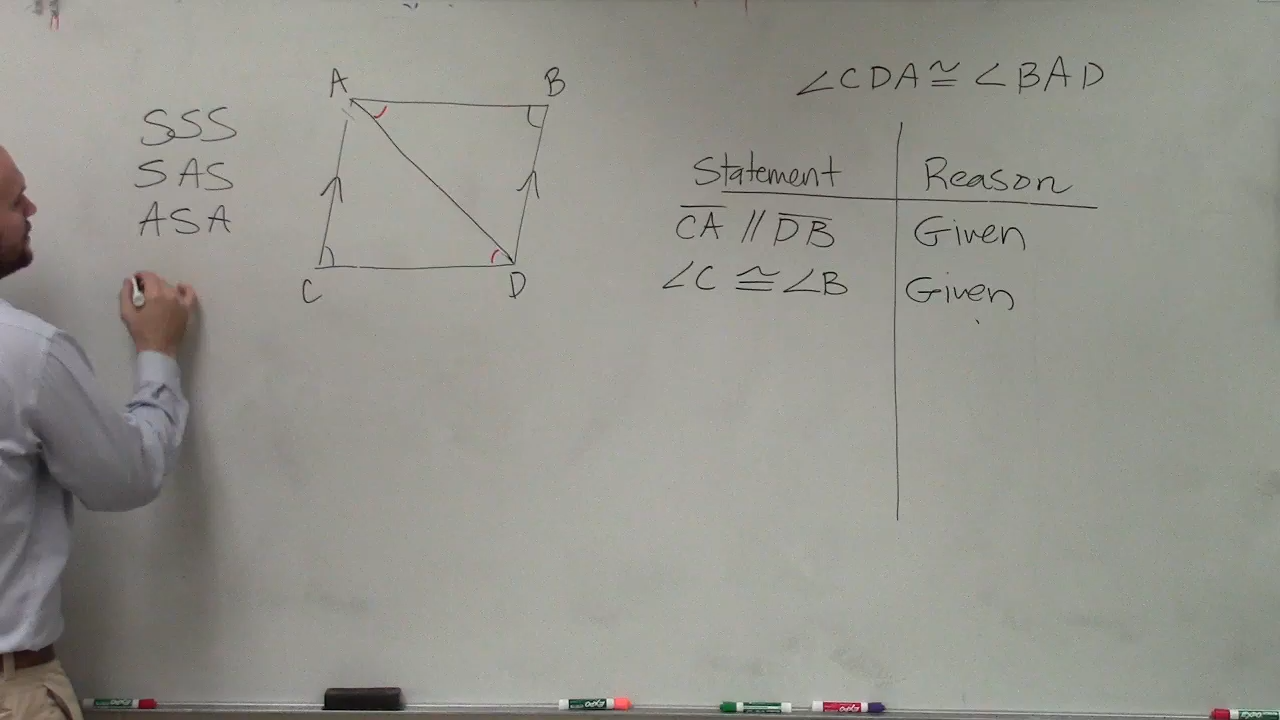 ∠CDA ≅ ∠BAD
SSS
SAS
ASA
A
B
C
D
Statement Reason
CA // DB Given
∠C ≅ ∠B Given